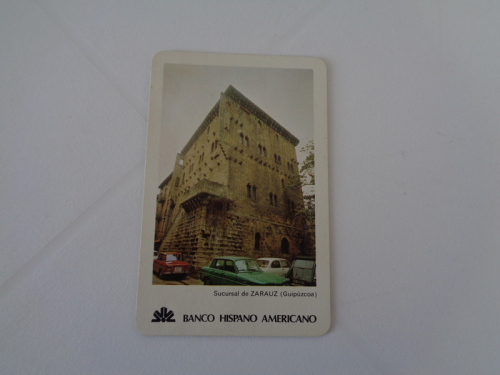 Sucursal de ZARAUZ (Guipúzcoa)
BANCO HISPANO AMERICANO